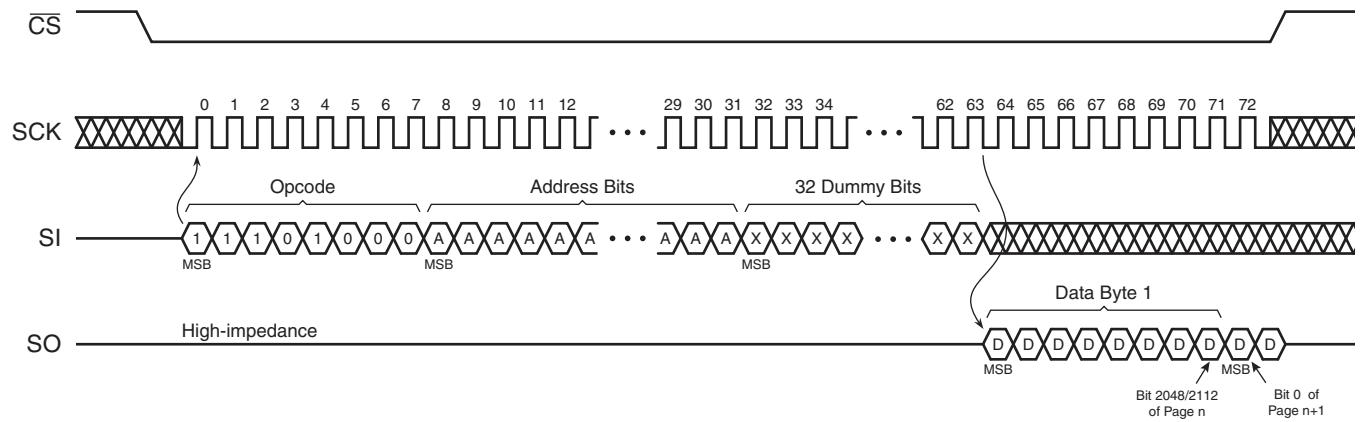 CS
0 1 2 3 4 5 6 7 8 9 10 11 12 29 30 31 32 33 34 62 63 64 65 66 67 68 69 70 71 72
SCK
Opcode Address Bits 32 Dummy Bits
SI 1 1 1 0 1 0 0 0 A A A A A A A A A X X X X X X
MSB MSB MSB
Data Byte 1
High-impedance
SO D D D D D D D D D D
MSB MSB
Bit 2048/2112 Bit 0 of
of Page n Page n+1